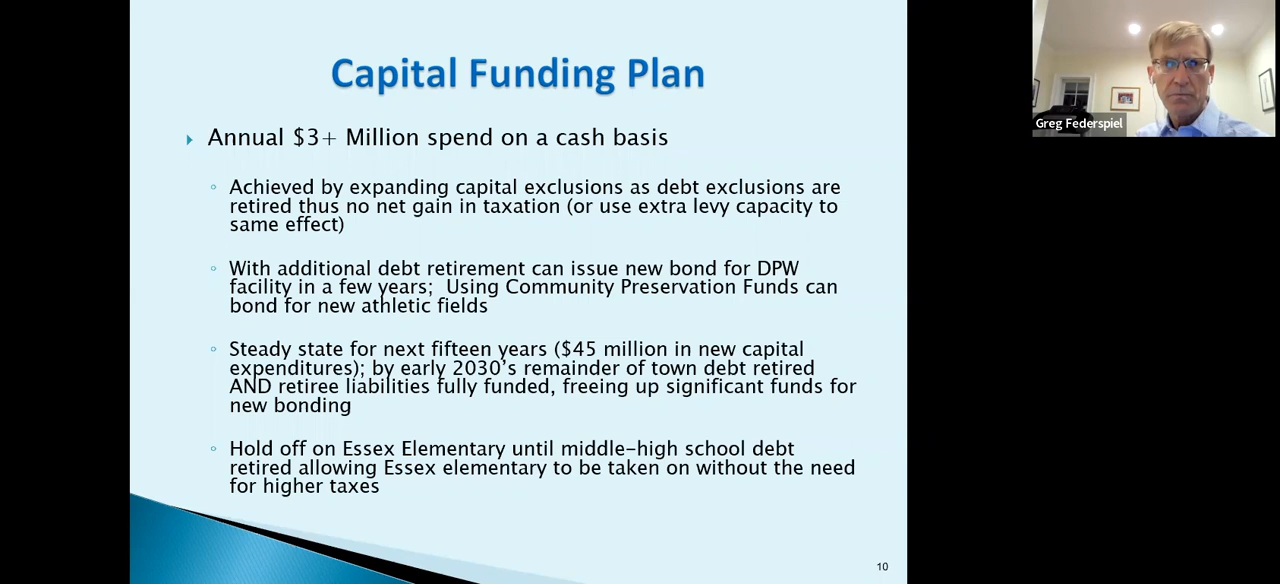 Capital Funding Plan
Annual $3+ Million spend on a cash basis
Achieved by expanding capital exclusions as debt exclusions are
retired thus no net gain in taxation (or use extra levy capacity to
same effect)
With additional debt retirement can issue new bond for DPW
facility in a few years;  Using Community Preservation Funds can
bond for new athletic fields
Steady state for next fifteen years ($45 million in new capital
expenditures); by early 2030's remainder of town debt retired
AND retiree liabilities fully funded, freeing up significant funds for
new bonding
Hold off on Essex Elementary until middle-high school debt
retired allowing Essex elementary to be taken on without the need
for higher taxes
10
Greg Federspiel